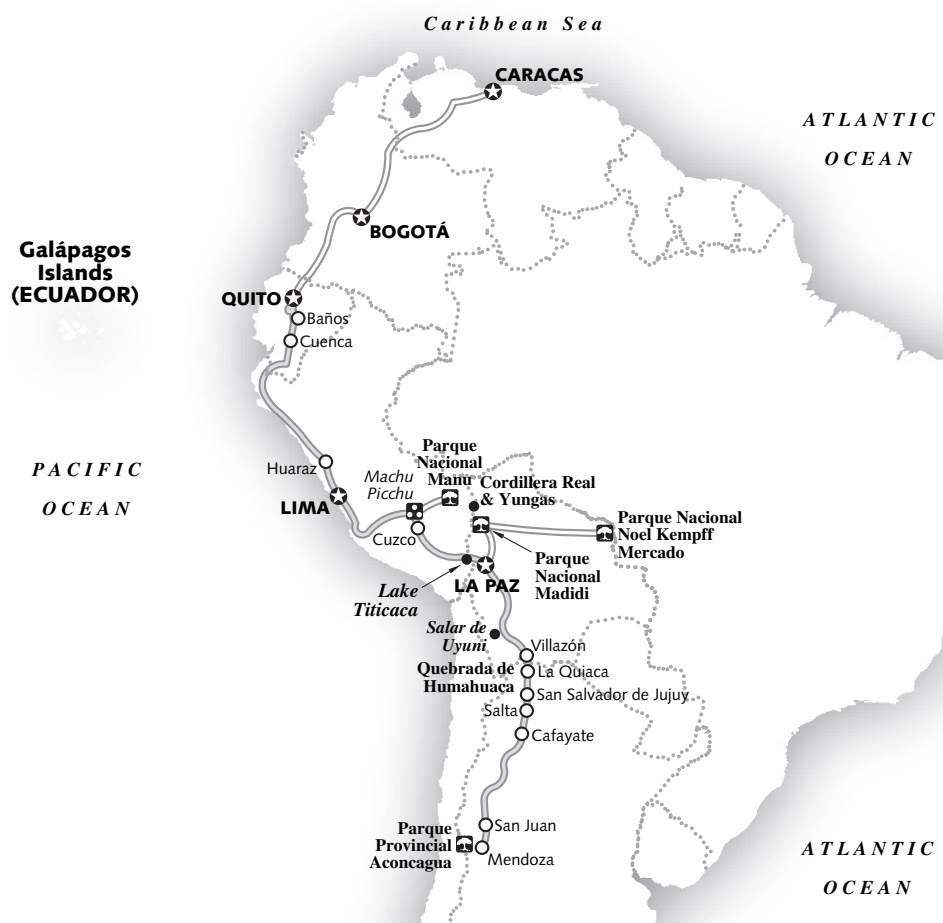 Caribbean Sea
CARACAS
ATLANTIC
OCEAN
BOGOTÁ
Galápagos
Islands
(ECUADOR)
QUITO
Baños
Cuenca
PACIFIC
OCEAN
Huaraz
LIMA
Machu
Picchu
Parque
Nacional
Manu
Cordillera Real
& Yungas
Cuzco
Parque Nacional
Noel Kempff
Mercado
Parque
Nacional
Madidi
LA PAZ
Lake
Titicaca
Salar de
Uyuni
Villazón
Quebrada de
Humahuaca
La Quiaca
San Salvador de Jujuy
Salta
Cafayate
San Juan
Parque
Provincial
Aconcagua
Mendoza
ATLANTIC
OCEAN